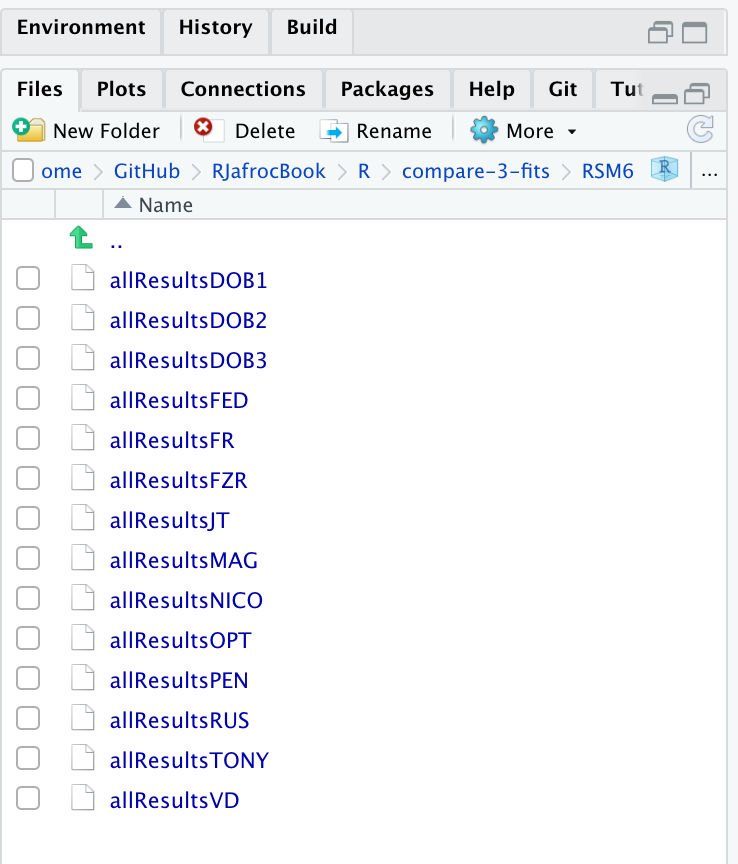 Environment History Build
Files Plots Connections Packages Help Git Tut
New Folder Delete Rename More
ome GitHub RJafrocBook R compare-3-fits RSM6 R ...
Name
..
allResultsDOB1
allResultsDOB2
allResultsDOB3
allResultsFED
allResultsFR
allResultsFZR
allResultsJT
allResultsMAG
allResultsNICO
allResultsOPT
allResultsPEN
allResultsRUS
allResultsTONY
allResultsVD